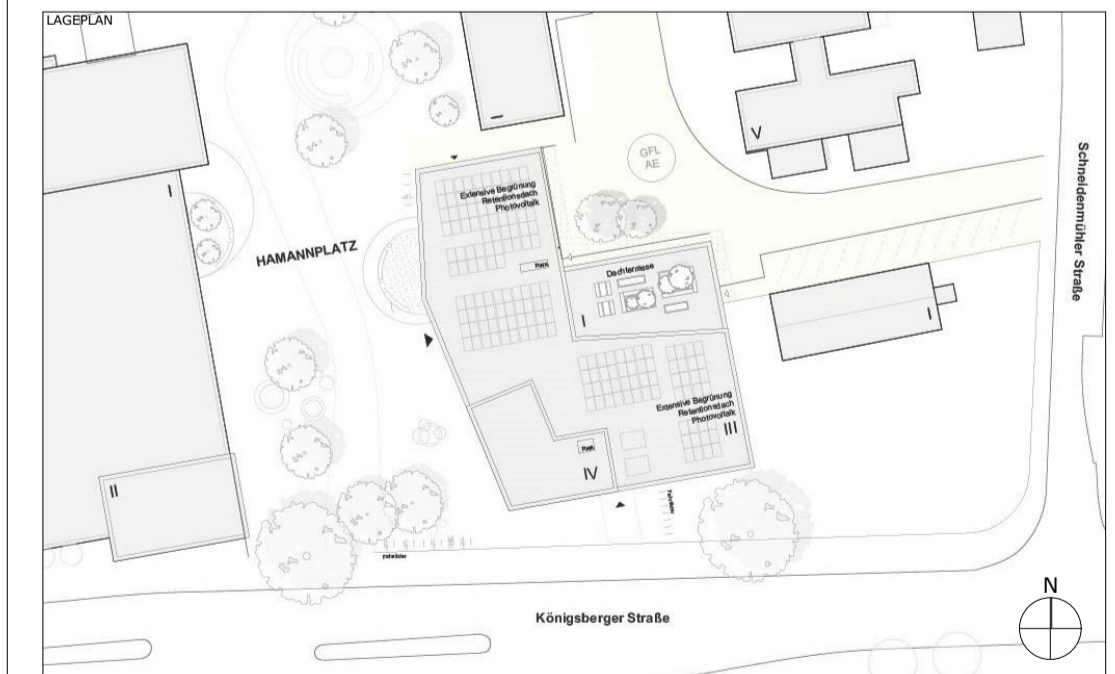 LAGEPLAN
I
V
GFL
AE
Extensive Begrünung
Retentionsdach
Photovoltaik
I
HAMANNPLATZ
Schneidemühler Straße
Dachterrasse
I
I
Extensive Begrünung
Retentionsdach
Photovoltaik
III
IV
II
Fahrräder
Königsberger Straße
N